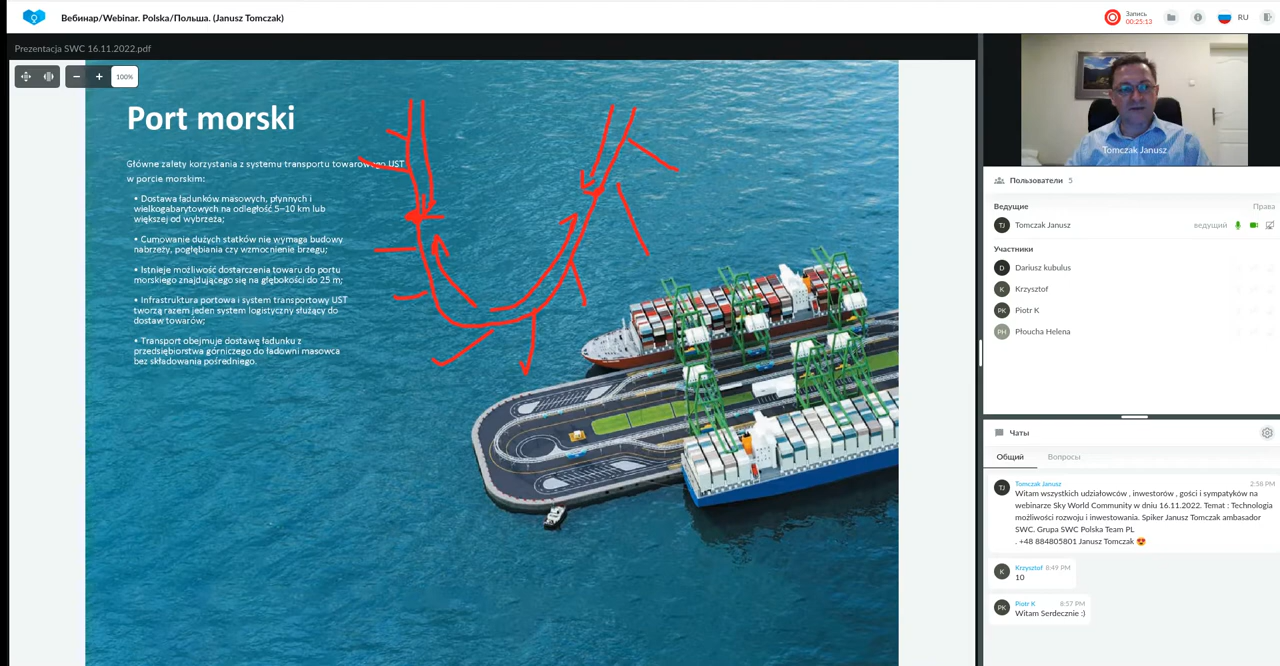 Вебинар/Webinar. Polska/Польша. (Janusz Tomczak)
Запись
00:25:13
RU
Prezentacja SWC 16.11.2022.pdf
100%
Port morski
Główne zalety korzystania z systemu transportu towarowego UST
w porcie morskim:
• Dostawa ładunków masowych, płynnych i
wielkogabarytowych na odległość 5–10 km lub
większej od wybrzeża;
• Cumowanie dużych statków nie wymaga budowy
nabrzeży, pogłębiania czy wzmocnienie brzegu;
• Istnieje możliwość dostarczenia towaru do portu
morskiego znajdującego się na głębokości do 25 m;
• Infrastruktura portowa i system transportowy UST
tworzą razem jeden system logistyczny służący do
dostaw towarów;
• Transport obejmuje dostawę ładunku z
przedsiębiorstwa górniczego do ładowni masowca
bez składowania pośredniego.
Tomczak Janusz
Пользователи 5
Ведущие Права
TJ Tomczak Janusz ведущий
Участники
D Dariusz kubulus
K Krzysztof
PK Piotr K
PH Płoucha Helena
Чаты
Общий Вопросы
TJ Tomczak Janusz 2:56 PM
Witam wszystkich udziałowców , inwestorów , gości i sympatyków na
webinarze Sky World Community w dniu 16.11.2022. Temat : Technologia
możliwości rozwoju i inwestowania. Spiker Janusz Tomczak ambasador
SWC. Grupa SWC Polska Team PL
. +48 884805801 Janusz Tomczak 😍
K Krzysztof 8:49 PM
10
PK Piotr K 8:57 PM
Witam Serdecznie :)